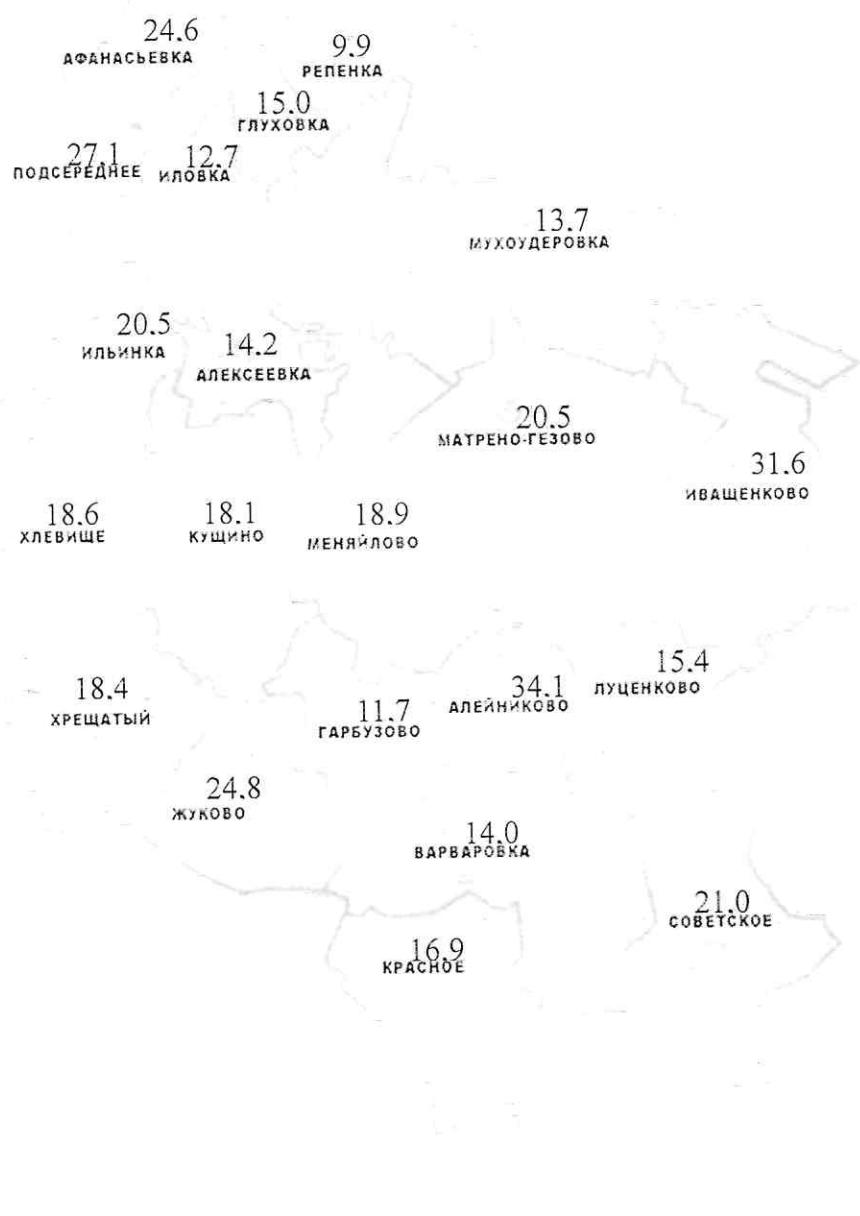 24.6
АФАНАСЬЕВКА
9.9
РЕПЕНКА
15.0
ГЛУХОВКА
27.1
ПОДСЕРЕДНЕЕ
12.7
ИЛОВКА
13.7
МУХОУДЕРОВКА
20.5
ИЛЬИНКА
14.2
АЛЕКСЕЕВКА
20.5
МАТРЕНО-ГЕЗОВО
31.6
ИВАЩЕНКОВО
18.6
ХЛЕВИЩЕ
18.1
КУЩИНО
18.9
МЕНЯЙЛОВО
15.4
ЛУЦЕНКОВО
34.1
АЛЕЙНИКОВО
18.4
ХРЕЩАТЫЙ
11.7
ГАРБУЗОВО
24.8
ЖУКОВО
14.0
ВАРВАРОВКА
21.0
СОВЕТСКОЕ
16.9
КРАСНОЕ